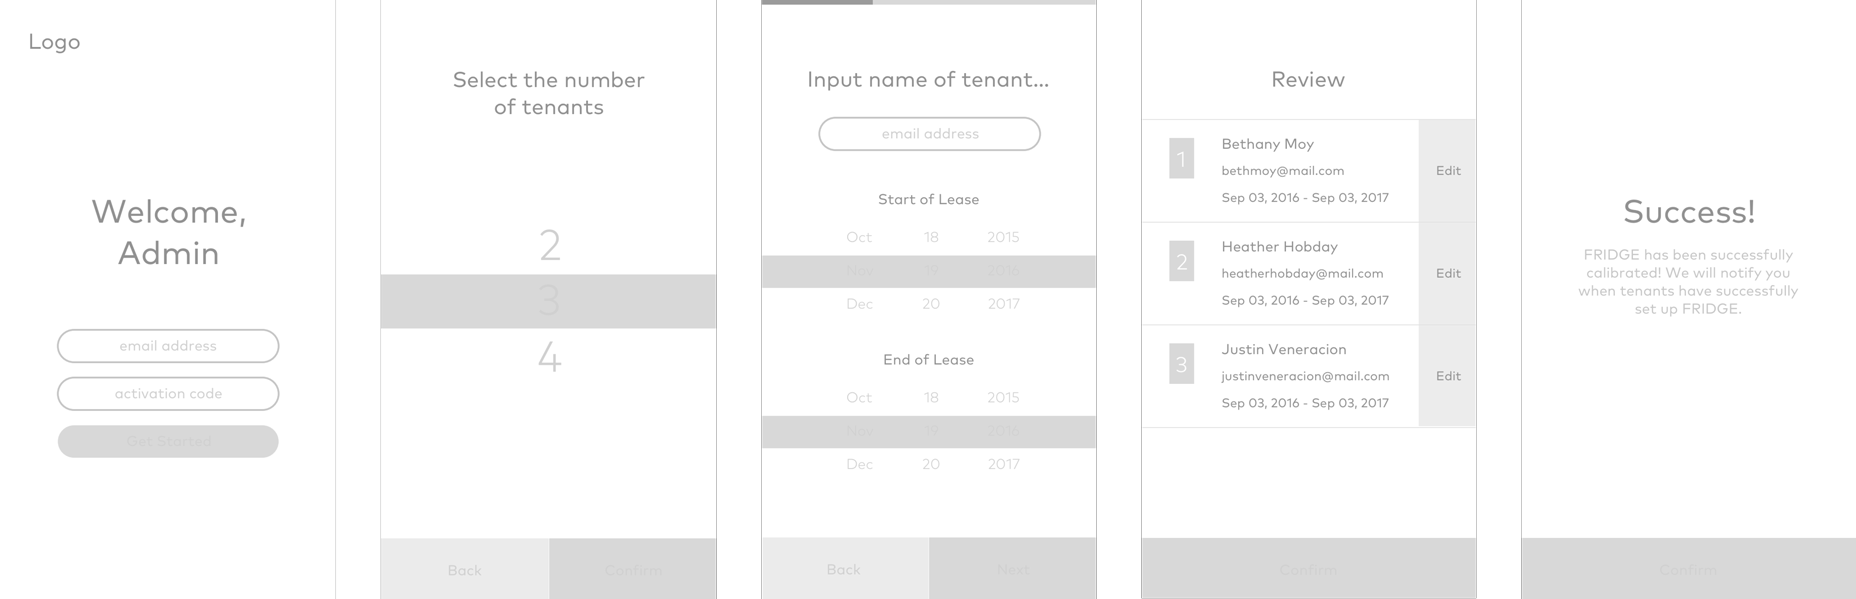 Logo
Welcome,
Admin
email address
activation code
Get Started
Select the number
of tenants
2
3
4
Back
Confirm
Input name of tenant...
email address
Start of Lease
Oct 18 2015
Nov 19 2016
Dec 20 2017
End of Lease
Oct 18 2015
Nov 19 2016
Dec 20 2017
Back
Next
Review
1
Bethany Moy
bethmoy@mail.com
Sep 03, 2016 - Sep 03, 2017
Edit
2
Heather Hobday
heatherhobday@mail.com
Sep 03, 2016 - Sep 03, 2017
Edit
3
Justin Veneracion
justinveneracion@mail.com
Sep 03, 2016 - Sep 03, 2017
Edit
Confirm
Success!
FRIDGE has been successfully
calibrated! We will notify you
when tenants have successfully
set up FRIDGE.
Confirm